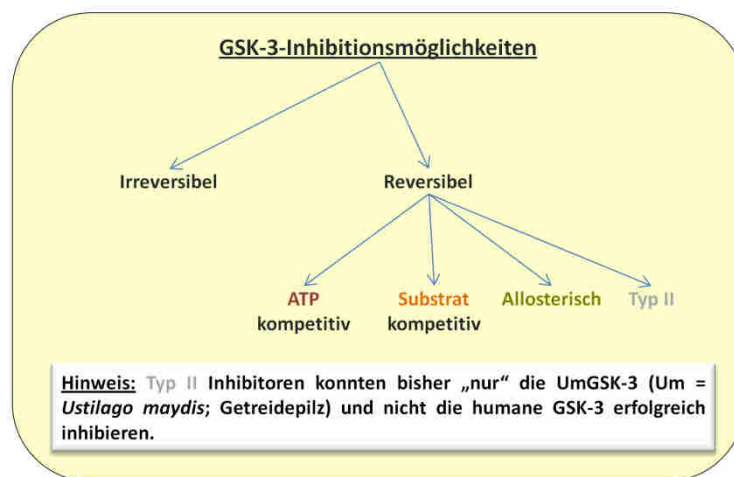 GSK-3-Inhibitionsmöglichkeiten
Irreversibel
Reversibel
ATP
kompetitiv
Substrat
kompetitiv
Allosterisch
Typ II
Hinweis: Typ II Inhibitoren konnten bisher „nur“ die UmGSK-3 (Um =
Ustilago maydis; Getreidepilz) und nicht die humane GSK-3 erfolgreich
inhibieren.